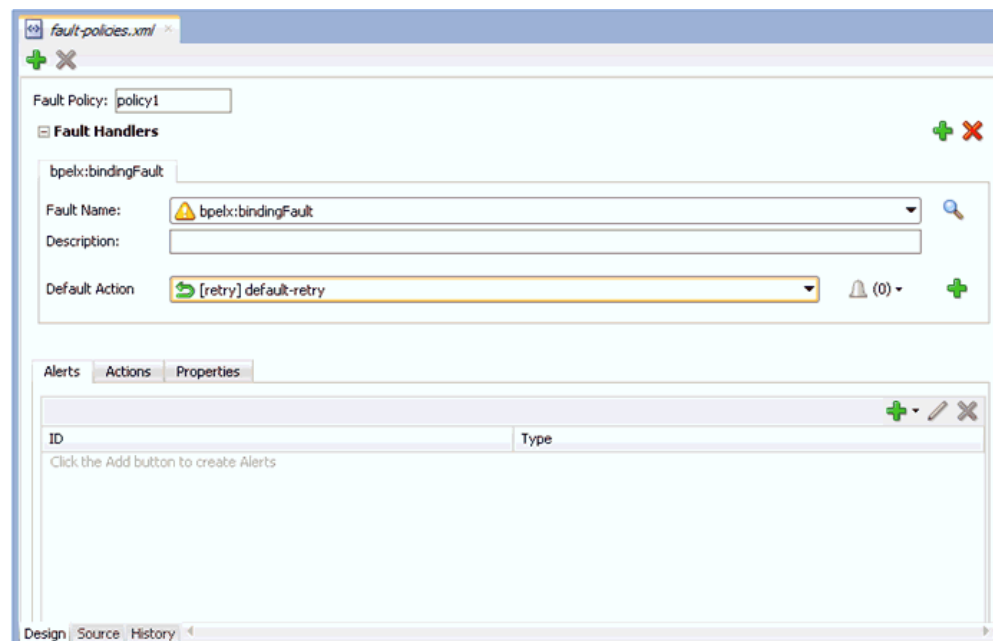 fault-policies.xml
Fault Policy: policy1
Fault Handlers
bpelx:bindingFault
Fault Name: bpelx:bindingFault
Description:
Default Action [retry] default-retry (0)
Alerts Actions Properties
ID Type
Click the Add button to create Alerts
Design Source History